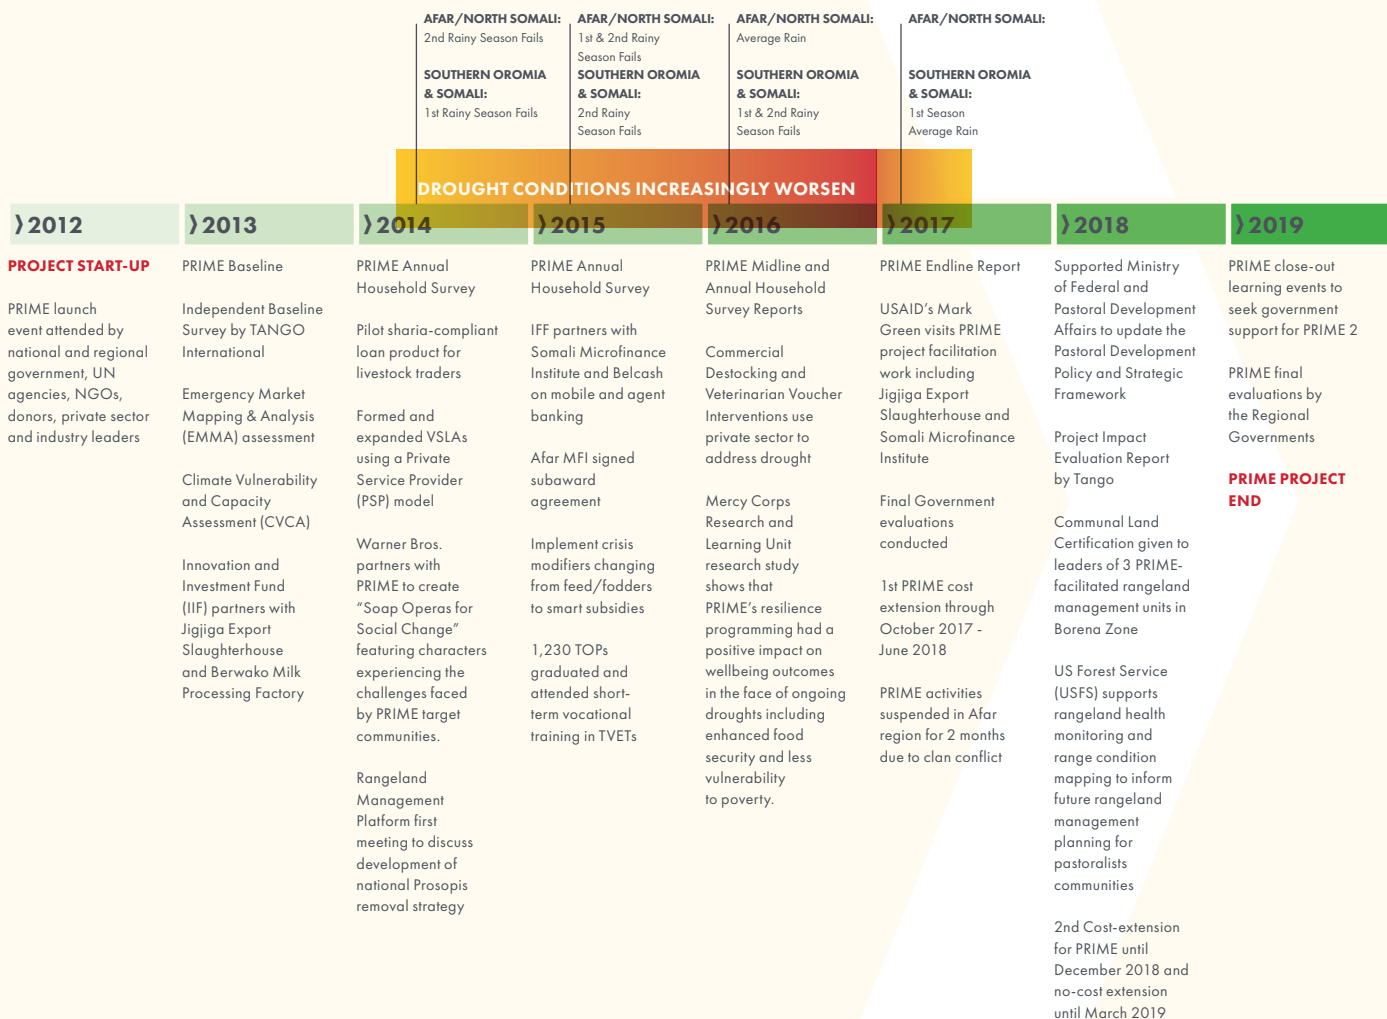 AFAR/NORTH SOMALI:
2nd Rainy Season Fails
SOUTHERN OROMIA
& SOMALI:
1st Rainy Season Fails
AFAR/NORTH SOMALI:
1st & 2nd Rainy
Season Fails
SOUTHERN OROMIA
& SOMALI:
2nd Rainy
Season Fails
AFAR/NORTH SOMALI:
Average Rain
SOUTHERN OROMIA
& SOMALI:
1st & 2nd Rainy
Season Fails
AFAR/NORTH SOMALI:
SOUTHERN OROMIA
& SOMALI:
1st Season
Average Rain
DROUGHT CONDITIONS INCREASINGLY WORSEN
2012
PROJECT START-UP
PRIME launch
event attended by
national and regional
government, UN
agencies, NGOs,
donors, private sector
and industry leaders
2013
PRIME Baseline
Independent Baseline
Survey by TANGO
International
Emergency Market
Mapping & Analysis
(EMMA) assessment
Climate Vulnerability
and Capacity
Assessment (CVCA)
Innovation and
Investment Fund
(IIF) partners with
Jigjiga Export
Slaughterhouse
and Berwako Milk
Processing Factory
2014
PRIME Annual
Household Survey
Pilot sharia-compliant
loan product for
livestock traders
Formed and
expanded VSLAs
using a Private
Service Provider
(PSP) model
Warner Bros.
partners with
PRIME to create
“Soap Operas for
Social Change”
featuring characters
experiencing the
challenges faced
by PRIME target
communities.
Rangeland
Management
Platform first
meeting to discuss
development of
national Prosopis
removal strategy
2015
PRIME Annual
Household Survey
IFF partners with
Somali Microfinance
Institute and Belcash
on mobile and agent
banking
Afar MFI signed
subaward
agreement
Implement crisis
modifiers changing
from feed/fodders
to smart subsidies
1,230 TOPs
graduated and
attended short-
term vocational
training in TVETs
2016
PRIME Midline and
Annual Household
Survey Reports
Commercial
Destocking and
Veterinarian Voucher
Interventions use
private sector to
address drought
Mercy Corps
Research and
Learning Unit
research study
shows that
PRIME’s resilience
programming had a
positive impact on
wellbeing outcomes
in the face of ongoing
droughts including
enhanced food
security and less
vulnerability
to poverty.
2017
PRIME Endline Report
USAID’s Mark
Green visits PRIME
project facilitation
work including
Jigjiga Export
Slaughterhouse and
Somali Microfinance
Institute
Final Government
evaluations
conducted
1st PRIME cost
extension through
October 2017 -
June 2018
PRIME activities
suspended in Afar
region for 2 months
due to clan conflict
2018
Supported Ministry
of Federal and
Pastoral Development
Affairs to update the
Pastoral Development
Policy and Strategic
Framework
Project Impact
Evaluation Report
by Tango
Communal Land
Certification given to
leaders of 3 PRIME-
facilitated rangeland
management units in
Borena Zone
US Forest Service
(USFS) supports
rangeland health
monitoring and
range condition
mapping to inform
future rangeland
management
planning for
pastoralists
communities
2nd Cost-extension
for PRIME until
December 2018 and
no-cost extension
until March 2019
2019
PRIME close-out
learning events to
seek government
support for PRIME 2
PRIME final
evaluations by
the Regional
Governments
PRIME PROJECT
END